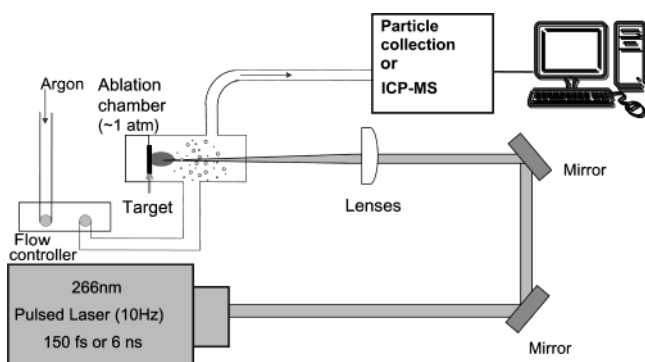 Argon
Ablation
chamber
(~1 atm)
Particle
collection
or
ICP-MS
Target
Lenses
Mirror
Flow
controller
266nm
Pulsed Laser (10Hz)
150 fs or 6 ns
Mirror